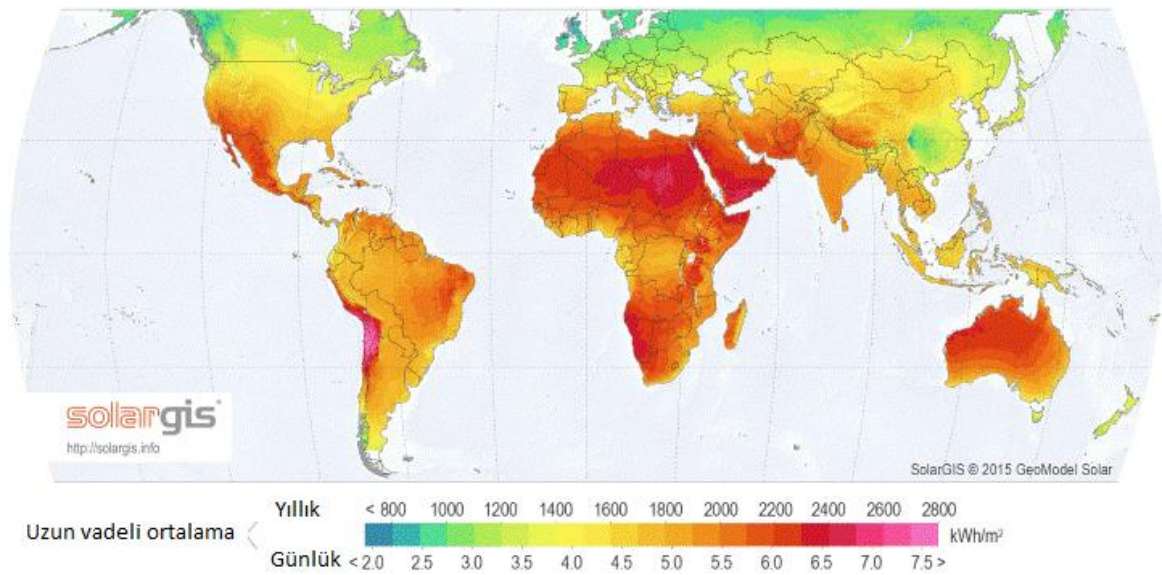 solargis
http://solargis.info
SolarGIS © 2015 GeoModel Solar
Uzun vadeli ortalama
Yıllık < 800 1000 1200 1400 1600 1800 2000 2200 2400 2600 2800
kWh/m²
Günlük < 2.0 2.5 3.0 3.5 4.0 4.5 5.0 5.5 6.0 6.5 7.0 7.5 >